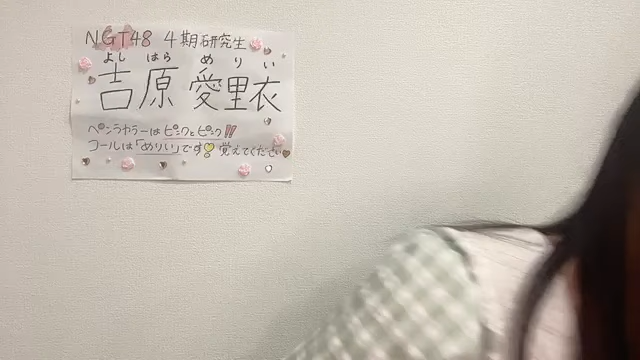 NGT48 4期研究生
よし はら め り い
吉原 愛里衣
ペンラカラーはピンクとピンク!!
コールは「めりい」です! 覚えてください